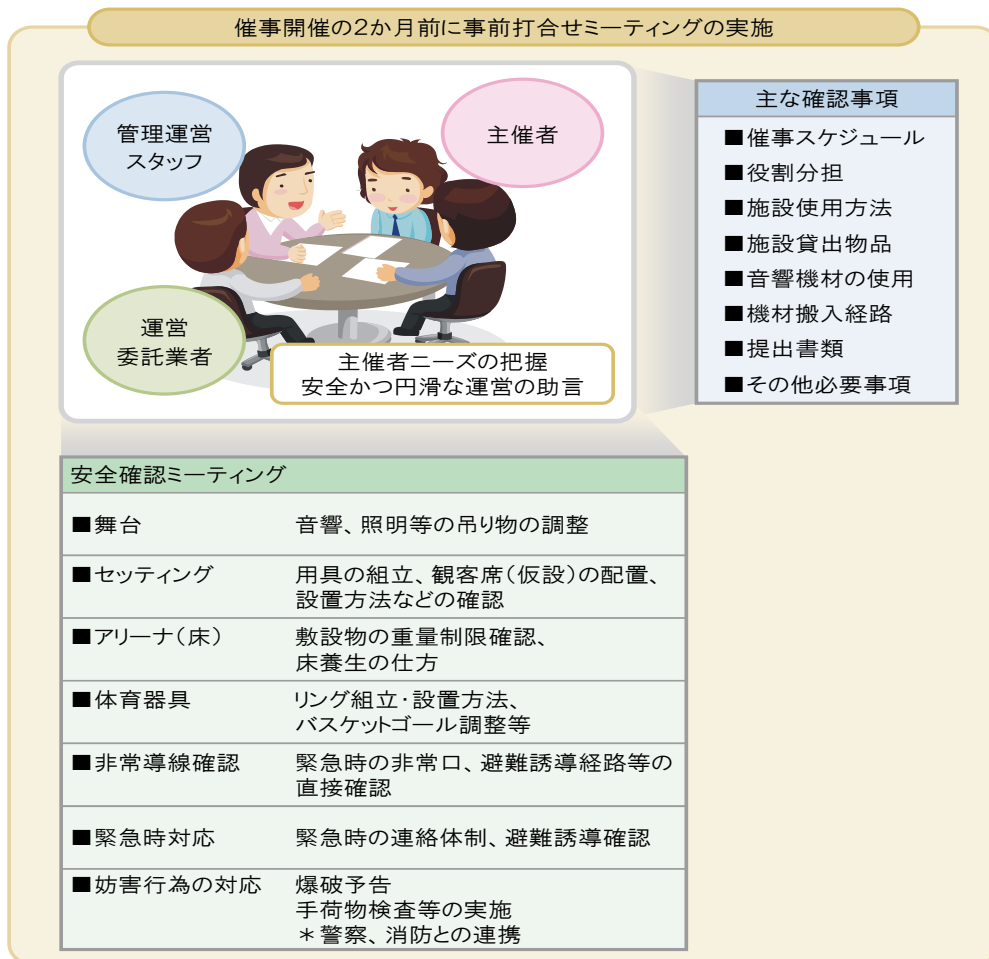 催事開催の2か月前に事前打合せミーティングの実施
管理運営
スタッフ
主催者
運営
委託業者
主催者ニーズの把握
安全かつ円滑な運営の助言
主な確認事項
■催事スケジュール
■役割分担
■施設使用方法
■施設貸出物品
■音響機材の使用
■機材搬入経路
■提出書類
■その他必要事項
安全確認ミーティング
■舞台 音響、照明等の吊り物の調整
■セッティング 用具の組立、観客席（仮設）の配置、
設置方法などの確認
■アリーナ（床） 敷設物の重量制限確認、
床養生の仕方
■体育器具 リング組立・設置方法、
バスケットゴール調整等
■非常導線確認 緊急時の非常口、避難誘導経路等の
直接確認
■緊急時対応 緊急時の連絡体制、避難誘導確認
■妨害行為の対応 爆破予告
手荷物検査等の実施
＊警察、消防との連携